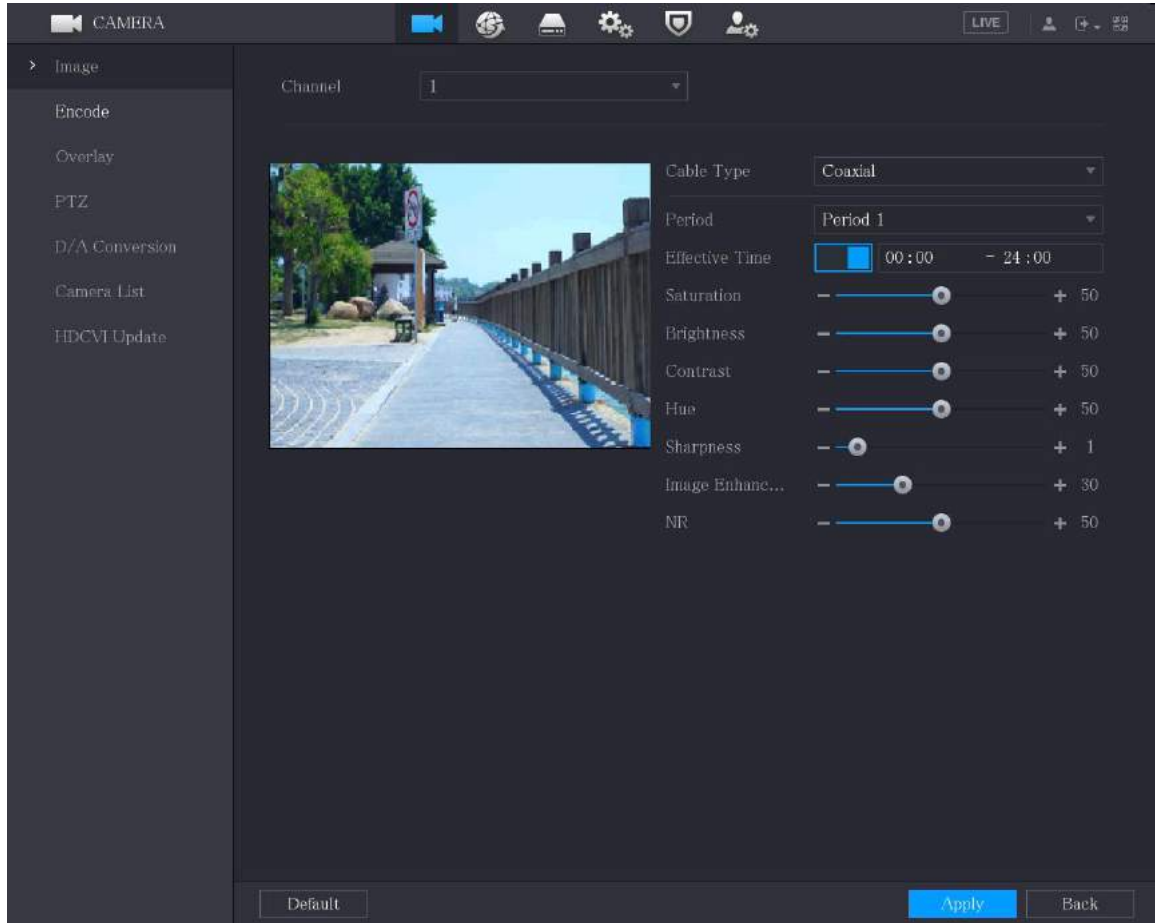 CAMERA
LIVE
Image
Encode
Overlay
PTZ
D/A Conversion
Camera List
HDCVI Update
Channel 1
Cable Type Coaxial
Period Period 1
Effective Time 00:00 - 24:00
Saturation 50
Brightness 50
Contrast 50
Hue 50
Sharpness 1
Image Enhanc... 30
NR 50
Default
Apply
Back